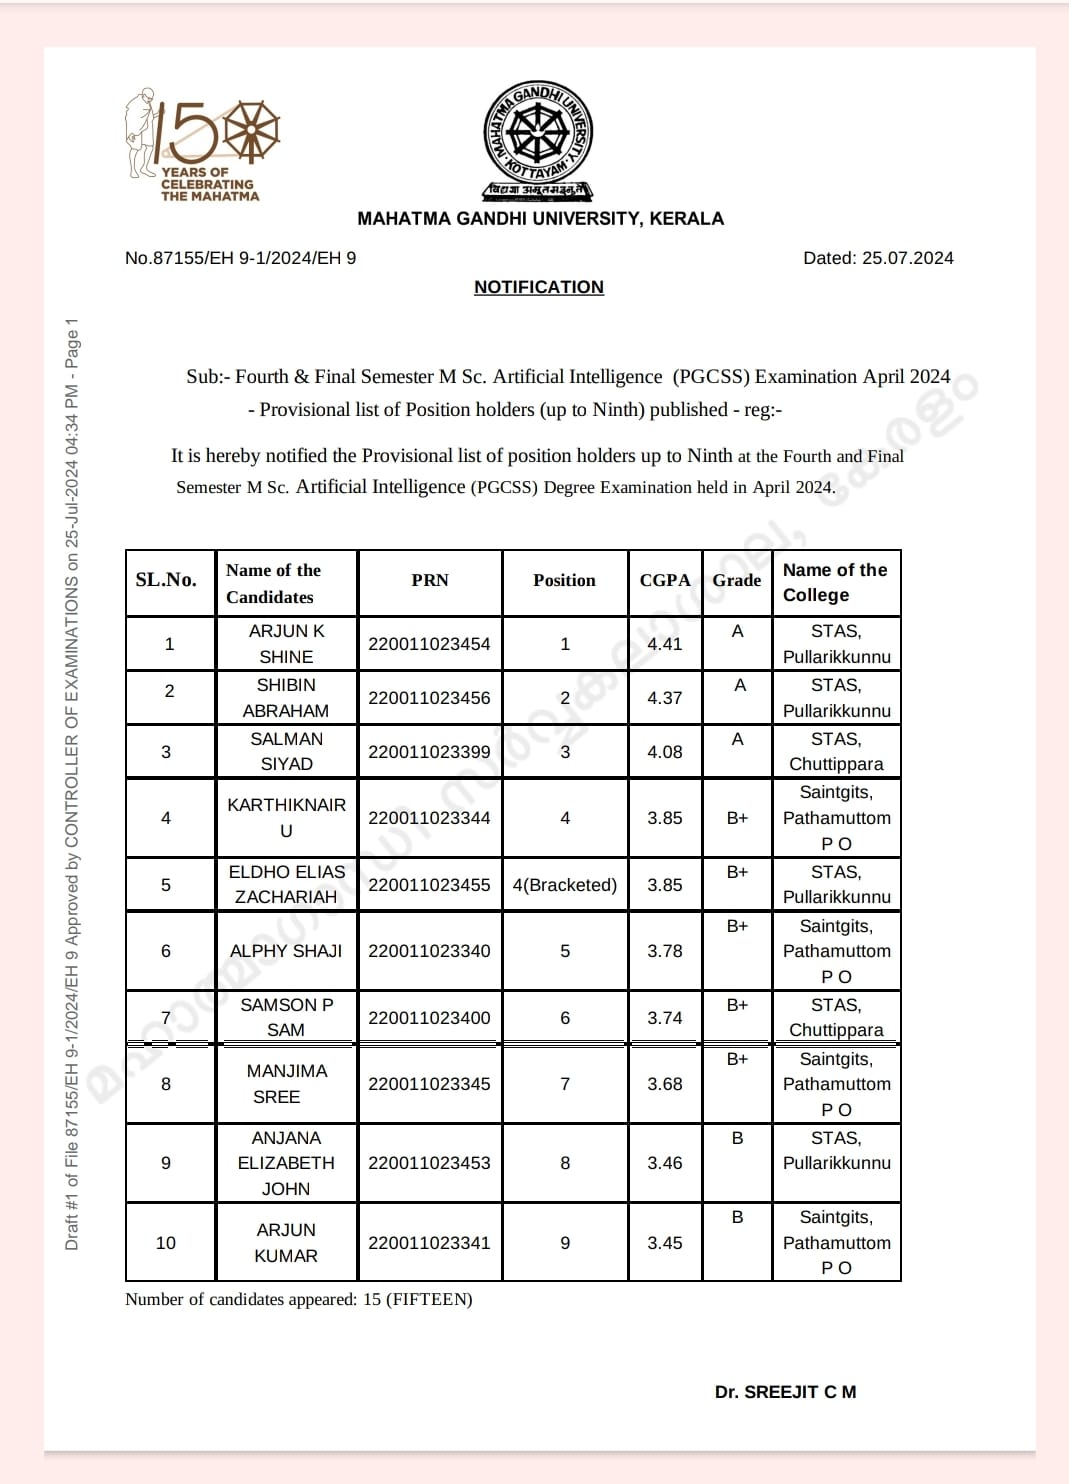 150
YEARS OF
CELEBRATING
THE MAHATMA
MAHATMA GANDHI UNIVERSITY
KOTTAYAM
विद्यया अमृतमश्नुते
MAHATMA GANDHI UNIVERSITY, KERALA
No.87155/EH 9-1/2024/EH 9 Dated: 25.07.2024
NOTIFICATION
Sub:- Fourth & Final Semester M Sc. Artificial Intelligence (PGCSS) Examination April 2024
- Provisional list of Position holders (up to Ninth) published - reg:-
It is hereby notified the Provisional list of position holders up to Ninth at the Fourth and Final
Semester M Sc. Artificial Intelligence (PGCSS) Degree Examination held in April 2024.
SL.No. Name of the Candidates PRN Position CGPA Grade Name of the College
1 ARJUN K SHINE 220011023454 1 4.41 A STAS, Pullarikkunnu
2 SHIBIN ABRAHAM 220011023456 2 4.37 A STAS, Pullarikkunnu
3 SALMAN SIYAD 220011023399 3 4.08 A STAS, Chuttippara
4 KARTHIKNAIR U 220011023344 4 3.85 B+ Saintgits, Pathamuttom P O
5 ELDHO ELIAS ZACHARIAH 220011023455 4(Bracketed) 3.85 B+ STAS, Pullarikkunnu
6 ALPHY SHAJI 220011023340 5 3.78 B+ Saintgits, Pathamuttom P O
7 SAMSON P SAM 220011023400 6 3.74 B+ STAS, Chuttippara
8 MANJIMA SREE 220011023345 7 3.68 B+ Saintgits, Pathamuttom P O
9 ANJANA ELIZABETH JOHN 220011023453 8 3.46 B STAS, Pullarikkunnu
10 ARJUN KUMAR 220011023341 9 3.45 B Saintgits, Pathamuttom P O
Number of candidates appeared: 15 (FIFTEEN)
Dr. SREEJIT C M
Draft #1 of File 87155/EH 9-1/2024/EH 9 Approved by CONTROLLER OF EXAMINATIONS on 25-Jul-2024 04:34 PM - Page 1
മഹാത്മാഗാന്ധി സർവ്വകലാശാല, കേരളം